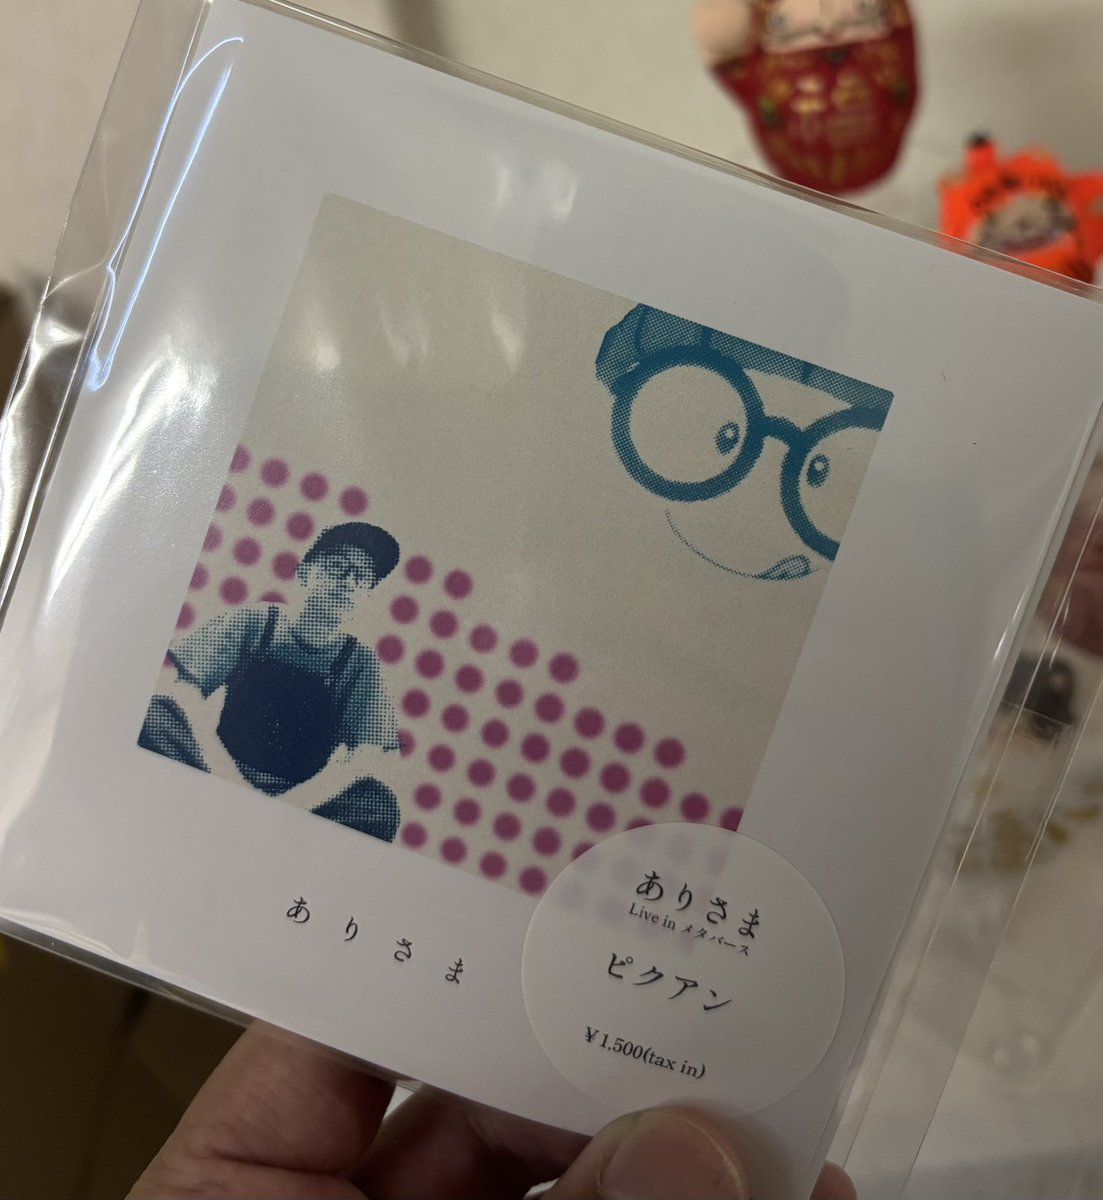 ありさま
ありさま
Live in メタバース
ピクアン
¥1,500(tax in)